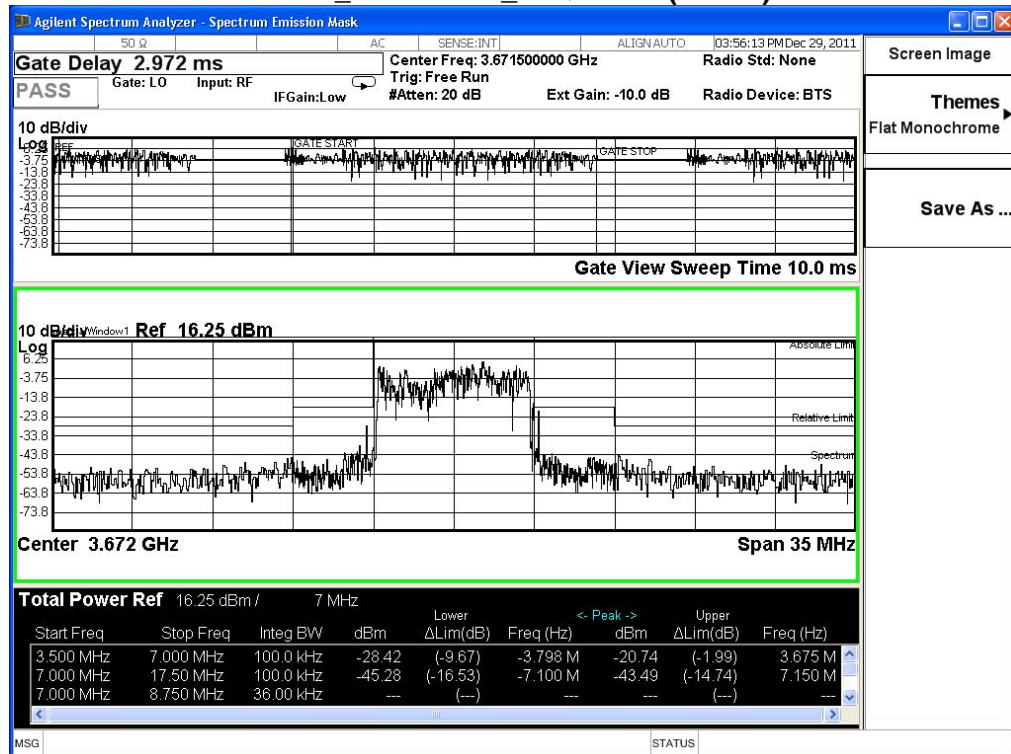 Agilent Spectrum Analyzer - Spectrum Emission Mask
50 Ω AC SENSE:INT ALIGN AUTO 03:56:13 PM Dec 29, 2011
Gate Delay 2.972 ms
Center Freq: 3.671500000 GHz Radio Std: None
Trig: Free Run
PASS Gate: LO Input: RF IFGain:Low #Atten: 20 dB Ext Gain: -10.0 dB Radio Device: BTS
10 dB/div
Log REF GATE START GATE STOP
-3.75
-13.8
-23.8
-33.8
-43.8
-53.8
-63.8
-73.8
Gate View Sweep Time 10.0 ms
10 dB/div Window1 Ref 16.25 dBm
Log
6.25
-3.75
-13.8
-23.8
-33.8
-43.8
-53.8
-63.8
-73.8
Absolute Limit
Relative Limit
Spectrum
Center 3.672 GHz Span 35 MHz
Total Power Ref 16.25 dBm / 7 MHz
Lower <- Peak -> Upper
Start Freq Stop Freq Integ BW dBm ΔLim(dB) Freq (Hz) dBm ΔLim(dB) Freq (Hz)
3.500 MHz 7.000 MHz 100.0 kHz -28.42 (-9.67) -3.798 M -20.74 (-1.99) 3.675 M
7.000 MHz 17.50 MHz 100.0 kHz -45.28 (-16.53) -7.100 M -43.49 (-14.74) 7.150 M
7.000 MHz 8.750 MHz 36.00 kHz --- (---) --- --- (---) ---
MSG STATUS
Screen Image
Themes
Flat Monochrome
Save As ...